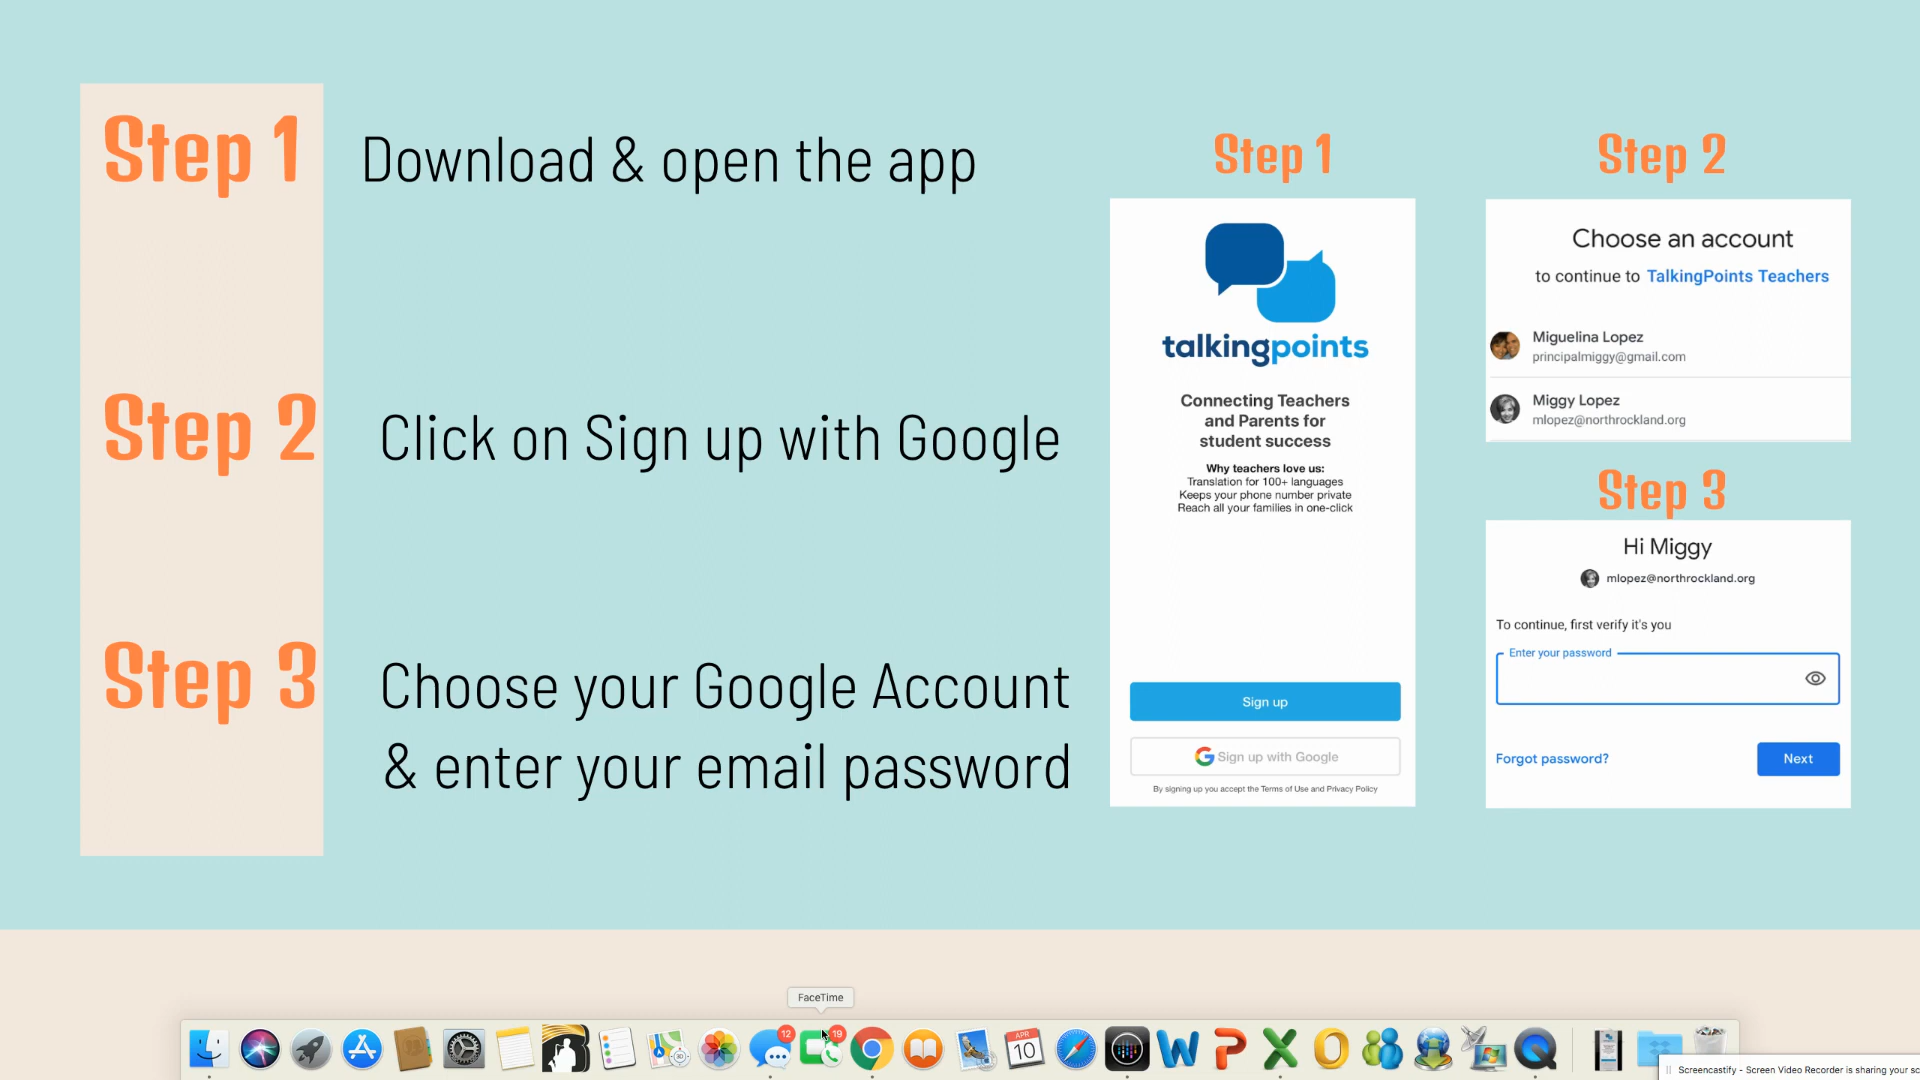 Step 1
Download & open the app
Step 2
Click on Sign up with Google
Step 3
Choose your Google Account
& enter your email password
Step 1
talkingpoints
Connecting Teachers
and Parents for
student success
Why teachers love us:
Translation for 100+ languages
Keeps your phone number private
Reach all your families in one-click
Sign up
Sign up with Google
By signing up you accept the Terms of Use and Privacy Policy
Step 2
Choose an account
to continue to TalkingPoints Teachers
Miguelina Lopez
principalmiggy@gmail.com
Miggy Lopez
mlopez@northrockland.org
Step 3
Hi Miggy
mlopez@northrockland.org
To continue, first verify it's you
Enter your password
Forgot password?
Next
FaceTime
12
19
APR
10
Screencastify - Screen Video Recorder is sharing your sc